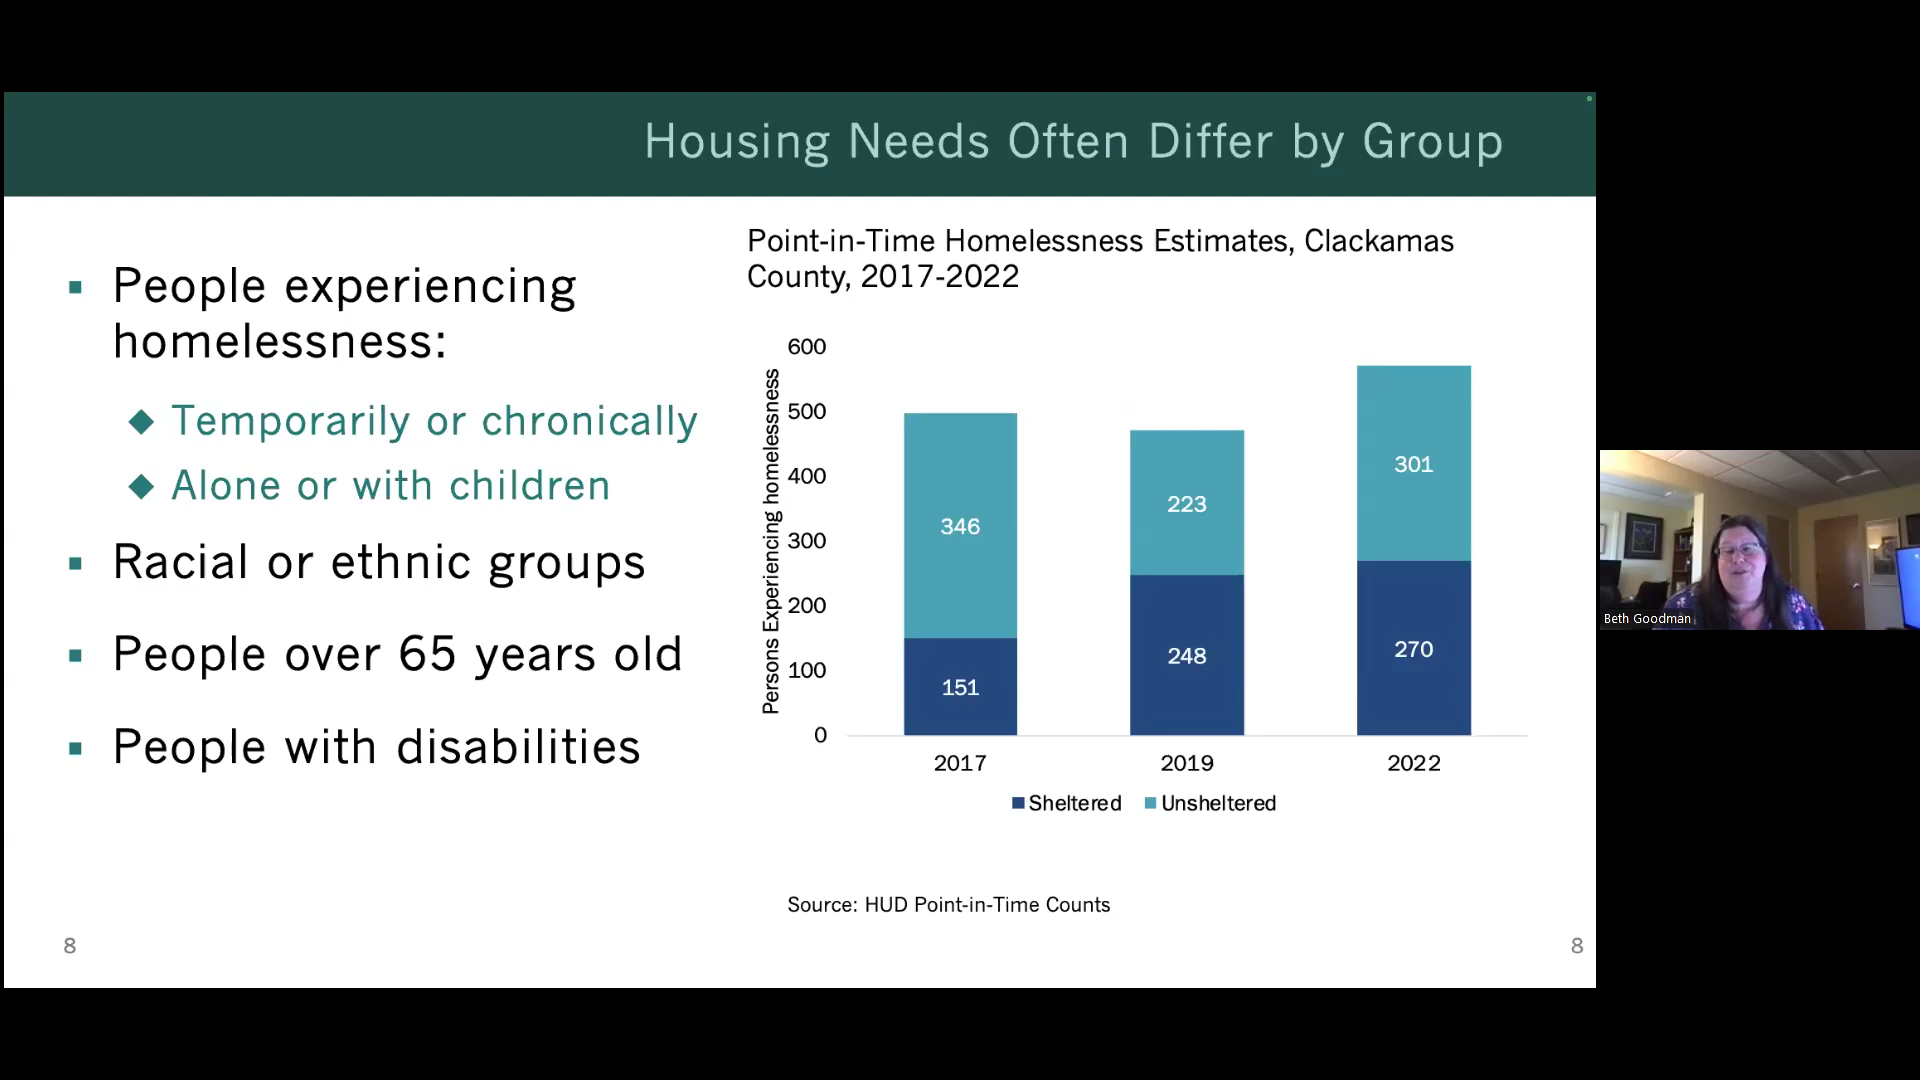 Housing Needs Often Differ by Group
▪ People experiencing
homelessness:
◆ Temporarily or chronically
◆ Alone or with children
▪ Racial or ethnic groups
▪ People over 65 years old
▪ People with disabilities
Point-in-Time Homelessness Estimates, Clackamas
County, 2017-2022
Persons Experiencing homelessness
600
500
400
300
200
100
0
346
151
223
248
301
270
2017 2019 2022
Sheltered Unsheltered
Source: HUD Point-in-Time Counts
8 8
Beth Goodman